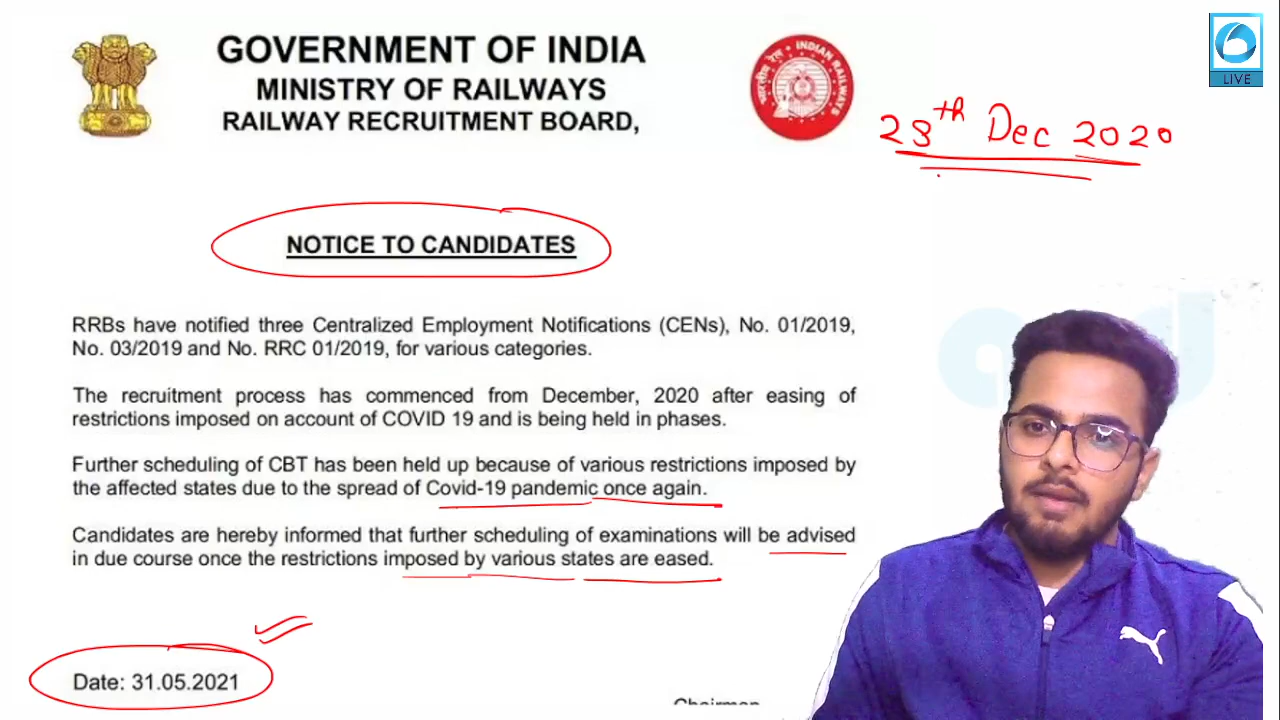 GOVERNMENT OF INDIA
MINISTRY OF RAILWAYS
RAILWAY RECRUITMENT BOARD,
INDIAN RAILWAYS
भारतीय रेल
LIVE
28th Dec 2020
NOTICE TO CANDIDATES
RRBs have notified three Centralized Employment Notifications (CENs), No. 01/2019,
No. 03/2019 and No. RRC 01/2019, for various categories.
The recruitment process has commenced from December, 2020 after easing of
restrictions imposed on account of COVID 19 and is being held in phases.
Further scheduling of CBT has been held up because of various restrictions imposed by
the affected states due to the spread of Covid-19 pandemic once again.
Candidates are hereby informed that further scheduling of examinations will be advised
in due course once the restrictions imposed by various states are eased.
Date: 31.05.2021
Chairman